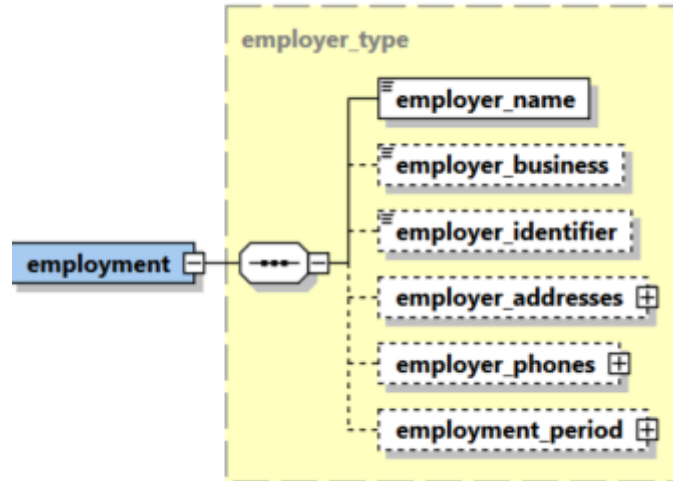 employer_type
employer_name
employer_business
employer_identifier
employment
employer_addresses
employer_phones
employment_period